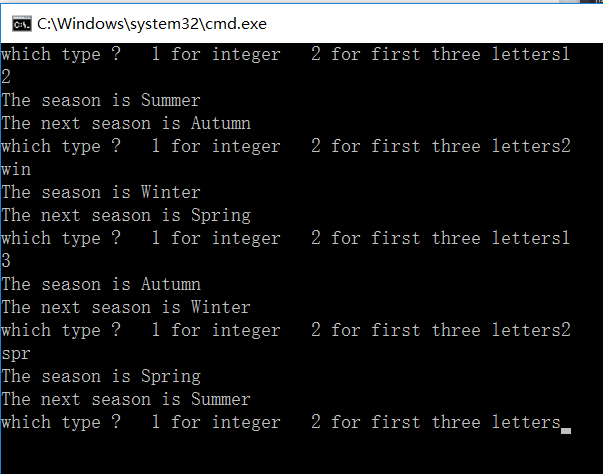 C:\Windows\system32\cmd.exe
which type ?   1 for integer   2 for first three letters1
2
The season is Summer
The next season is Autumn
which type ?   1 for integer   2 for first three letters2
win
The season is Winter
The next season is Spring
which type ?   1 for integer   2 for first three letters1
3
The season is Autumn
The next season is Winter
which type ?   1 for integer   2 for first three letters2
spr
The season is Spring
The next season is Summer
which type ?   1 for integer   2 for first three letters